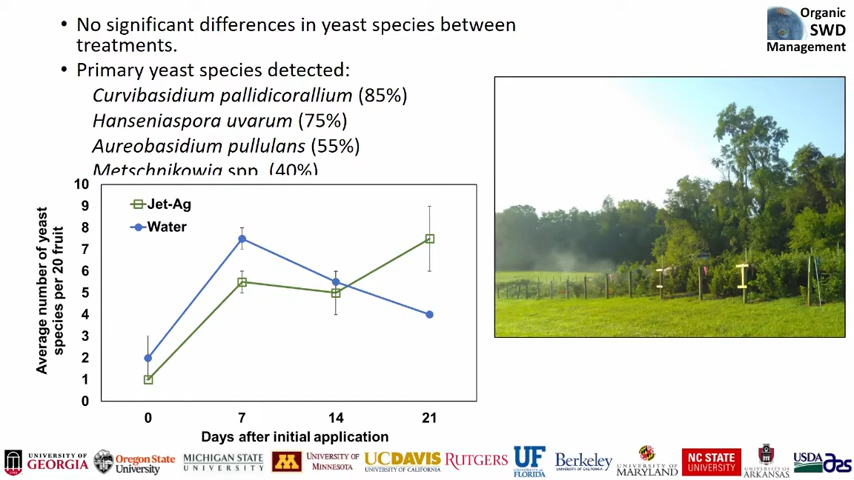 • No significant differences in yeast species between
treatments.
• Primary yeast species detected:
Curvibasidium pallidicorallium (85%)
Hanseniaspora uvarum (75%)
Aureobasidium pullulans (55%)
Metschnikowia spp. (40%)
Organic
SWD
Management
10
9
8
7
6
5
4
3
2
1
0
Average number of yeast
species per 20 fruit
Jet-Ag
Water
0 7 14 21
Days after initial application
UNIVERSITY OF
GEORGIA
Oregon State
University
MICHIGAN STATE
UNIVERSITY
UNIVERSITY OF
MINNESOTA
UCDAVIS
UNIVERSITY OF CALIFORNIA
RUTGERS
UF
UNIVERSITY of
FLORIDA
Berkeley
UNIVERSITY OF CALIFORNIA
UNIVERSITY OF
MARYLAND
NC STATE
UNIVERSITY
UNIVERSITY OF
ARKANSAS
USDA
ars